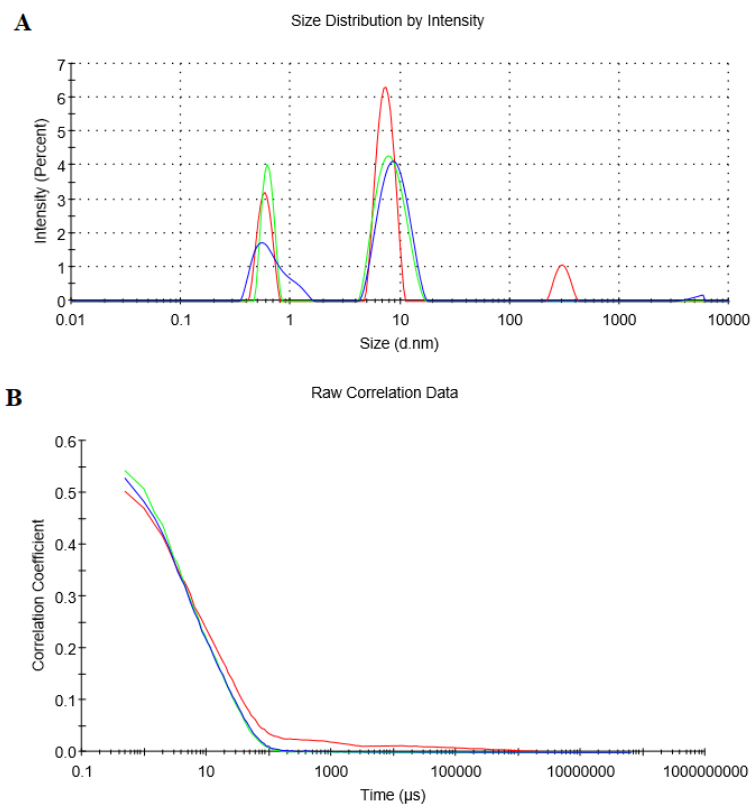 A
Size Distribution by Intensity
7
6
5
4
3
2
1
0
Intensity (Percent)
0.01 0.1 1 10 100 1000 10000
Size (d.nm)
B
Raw Correlation Data
0.6
0.5
0.4
0.3
0.2
0.1
0.0
Correlation Coefficient
0.1 10 1000 100000 10000000 1000000000
Time (µs)